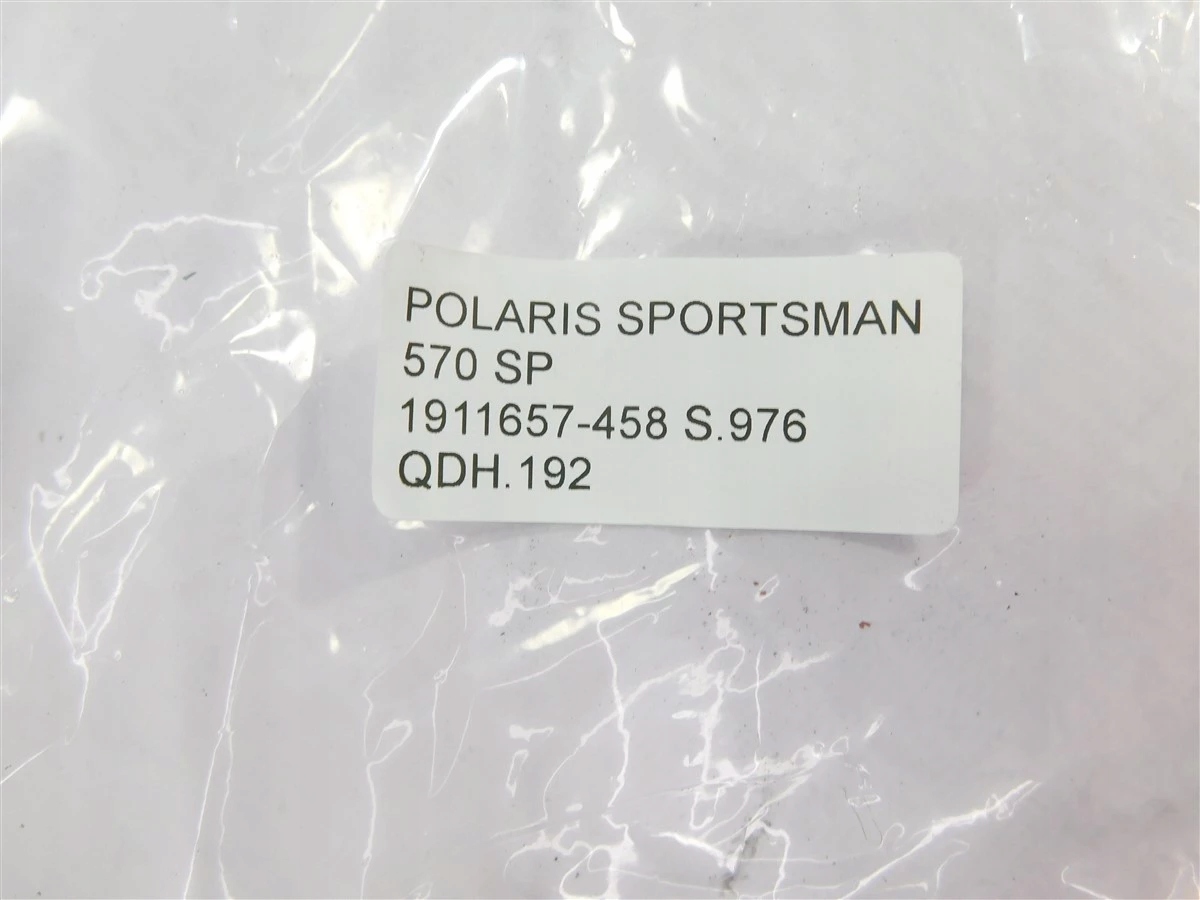 POLARIS SPORTSMAN
570 SP
1911657-458 S.976
QDH.192